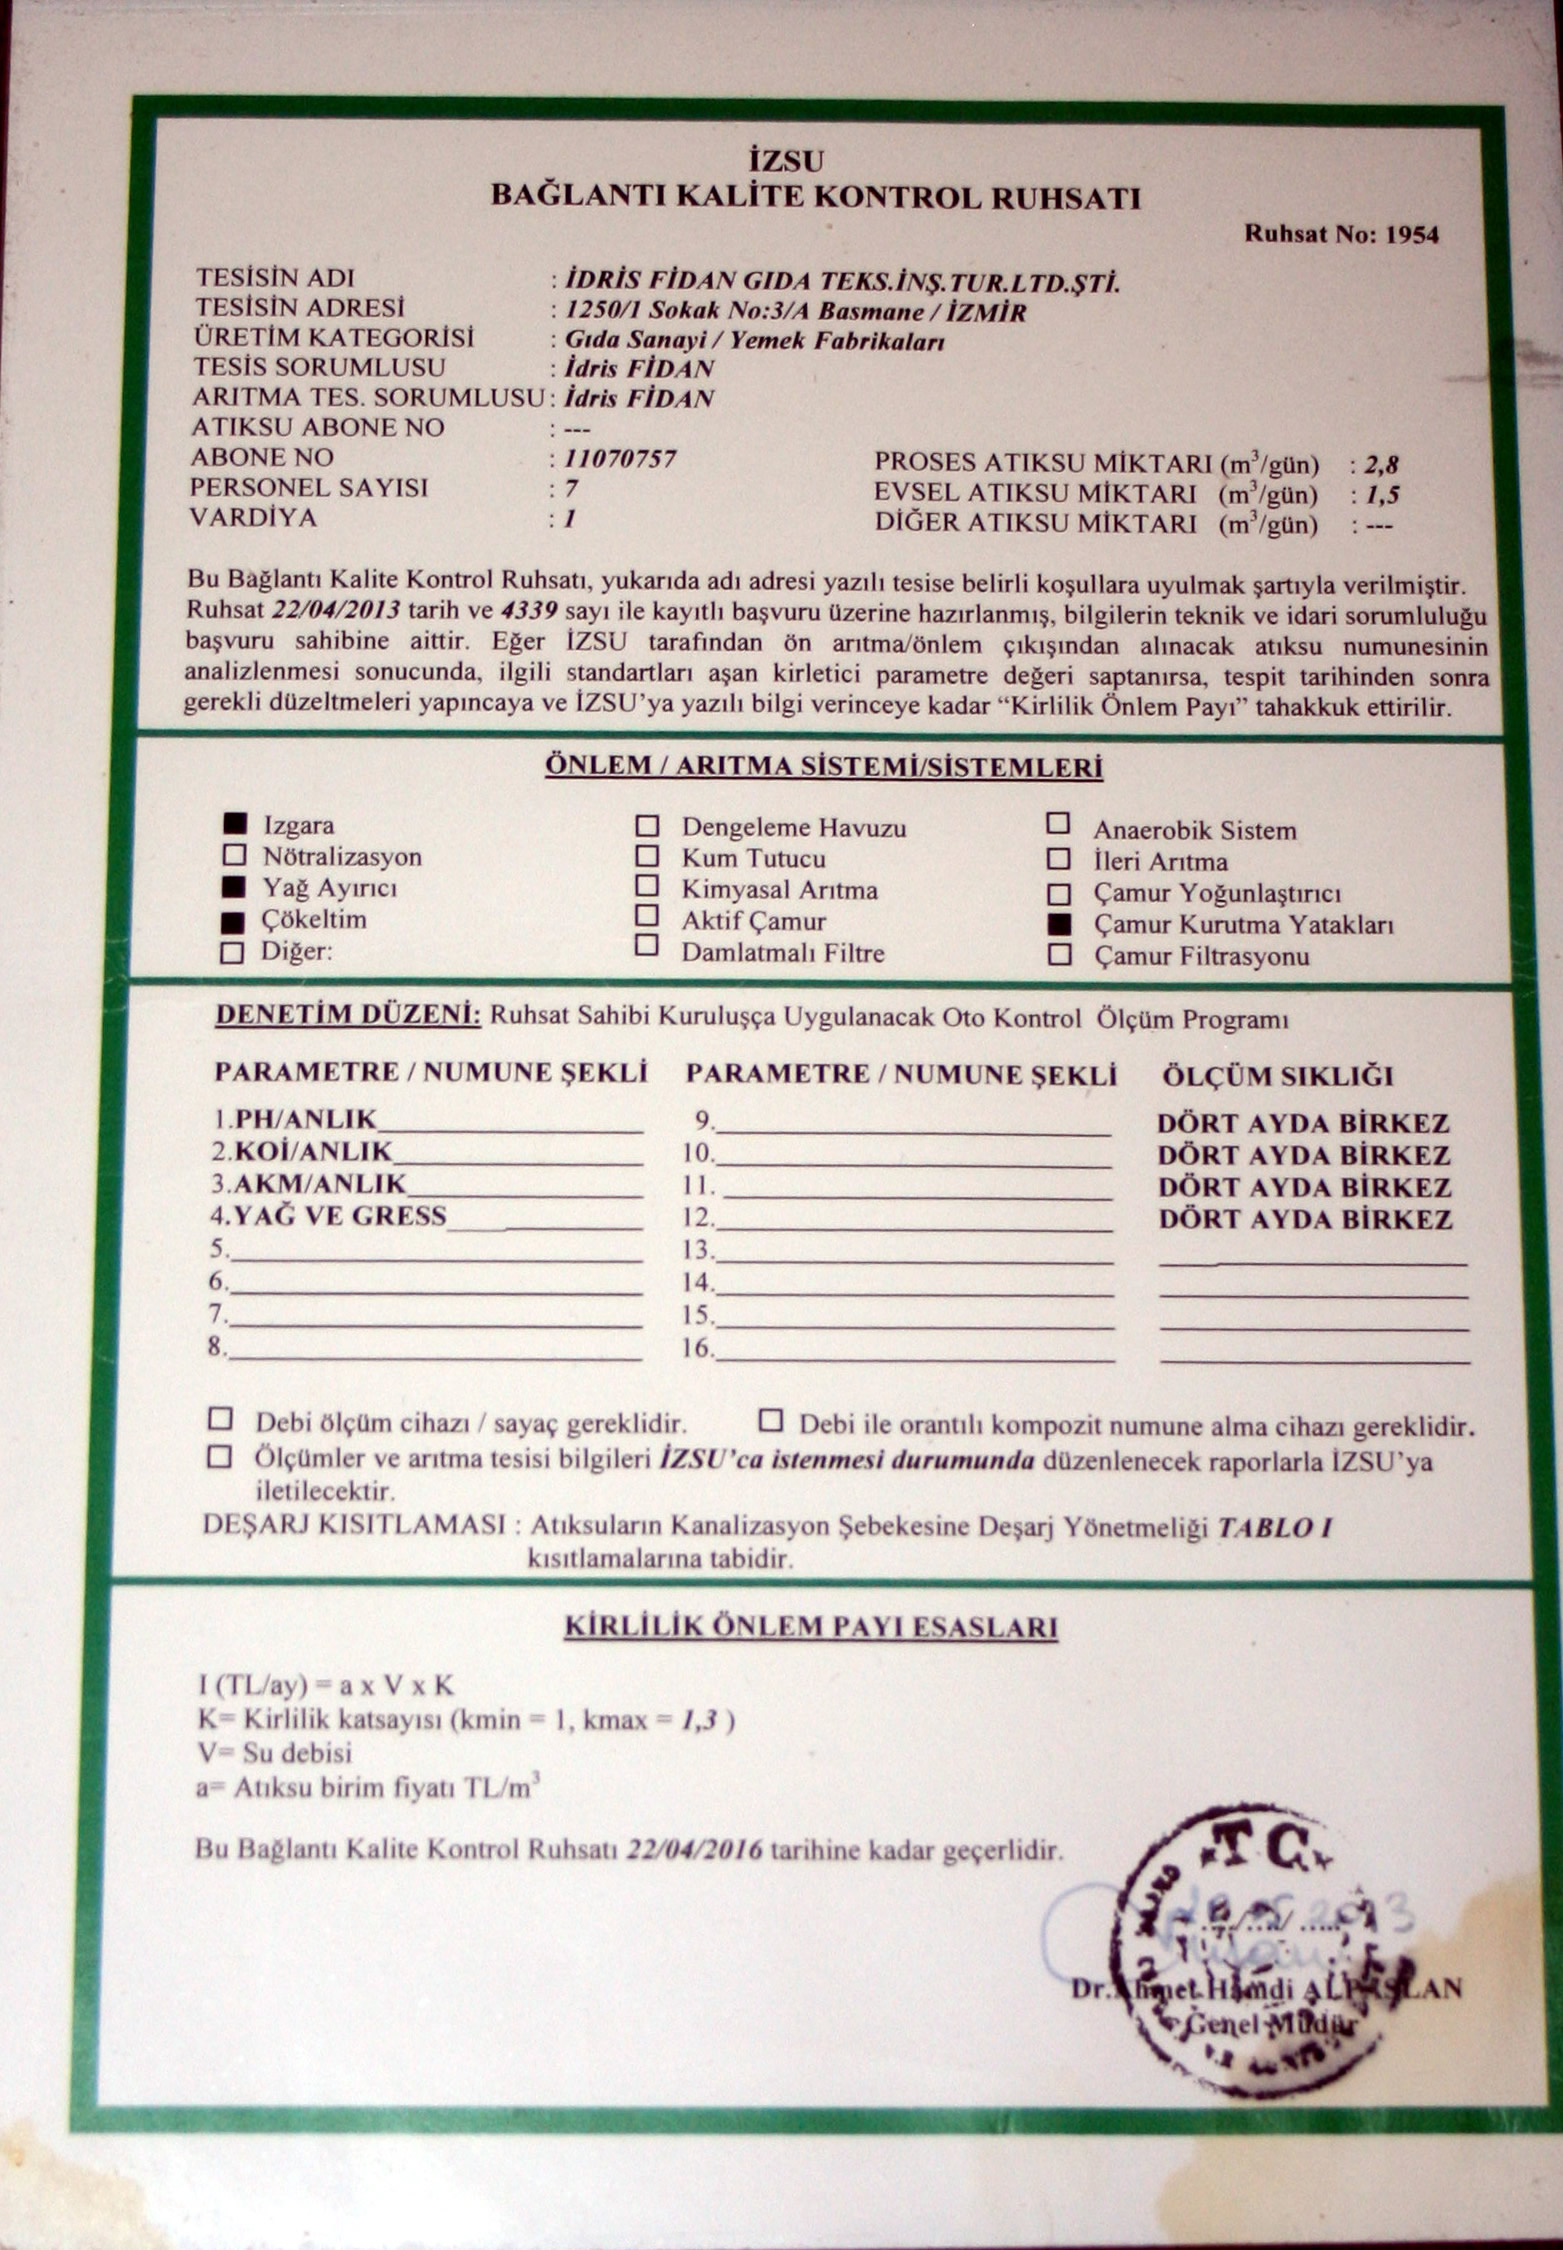 İZSU
BAĞLANTI KALİTE KONTROL RUHSATI
Ruhsat No: 1954
TESİSİN ADI : İDRİS FİDAN GIDA TEKS.İNŞ.TUR.LTD.ŞTİ.
TESİSİN ADRESİ : 1250/1 Sokak No:3/A Basmane / İZMİR
ÜRETİM KATEGORİSİ : Gıda Sanayi / Yemek Fabrikaları
TESİS SORUMLUSU : İdris FİDAN
ARITMA TES. SORUMLUSU : İdris FİDAN
ATIKSU ABONE NO : ---
ABONE NO : 11070757 PROSES ATIKSU MİKTARI (m³/gün) : 2,8
PERSONEL SAYISI : 7 EVSEL ATIKSU MİKTARI (m³/gün) : 1,5
VARDİYA : 1 DİĞER ATIKSU MİKTARI (m³/gün) : ---
Bu Bağlantı Kalite Kontrol Ruhsatı, yukarıda adı adresi yazılı tesise belirli koşullara uyulmak şartıyla verilmiştir.
Ruhsat 22/04/2013 tarih ve 4339 sayı ile kayıtlı başvuru üzerine hazırlanmış, bilgilerin teknik ve idari sorumluluğu
başvuru sahibine aittir. Eğer İZSU tarafından ön arıtma/önlem çıkışından alınacak atıksu numunesinin
analizlenmesi sonucunda, ilgili standartları aşan kirletici parametre değeri saptanırsa, tespit tarihinden sonra
gerekli düzeltmeleri yapıncaya ve İZSU'ya yazılı bilgi verinceye kadar “Kirlilik Önlem Payı” tahakkuk ettirilir.
ÖNLEM / ARITMA SİSTEMİ/SİSTEMLERİ
■ Izgara □ Dengeleme Havuzu □ Anaerobik Sistem
□ Nötralizasyon □ Kum Tutucu □ İleri Arıtma
■ Yağ Ayırıcı □ Kimyasal Arıtma □ Çamur Yoğunlaştırıcı
■ Çökeltim □ Aktif Çamur ■ Çamur Kurutma Yatakları
□ Diğer: □ Damlatmalı Filtre □ Çamur Filtrasyonu
DENETİM DÜZENİ: Ruhsat Sahibi Kuruluşça Uygulanacak Oto Kontrol Ölçüm Programı
PARAMETRE / NUMUNE ŞEKLİ PARAMETRE / NUMUNE ŞEKLİ ÖLÇÜM SIKLIĞI
1.PH/ANLIK 9. DÖRT AYDA BİRKEZ
2.KOİ/ANLIK 10. DÖRT AYDA BİRKEZ
3.AKM/ANLIK 11. DÖRT AYDA BİRKEZ
4.YAĞ VE GRESS 12. DÖRT AYDA BİRKEZ
5. 13.
6. 14.
7. 15.
8. 16.
□ Debi ölçüm cihazı / sayaç gereklidir. □ Debi ile orantılı kompozit numune alma cihazı gereklidir.
□ Ölçümler ve arıtma tesisi bilgileri İZSU'ca istenmesi durumunda düzenlenecek raporlarla İZSU'ya
iletilecektir.
DEŞARJ KISITLAMASI : Atıksuların Kanalizasyon Şebekesine Deşarj Yönetmeliği TABLO I
kısıtlamalarına tabidir.
KİRLİLİK ÖNLEM PAYI ESASLARI
I (TL/ay) = a x V x K
K= Kirlilik katsayısı (kmin = 1, kmax = 1,3 )
V= Su debisi
a= Atıksu birim fiyatı TL/m³
Bu Bağlantı Kalite Kontrol Ruhsatı 22/04/2016 tarihine kadar geçerlidir.
T.C.
Dr.Ahmet Hamdi ALPASLAN
Genel Müdür